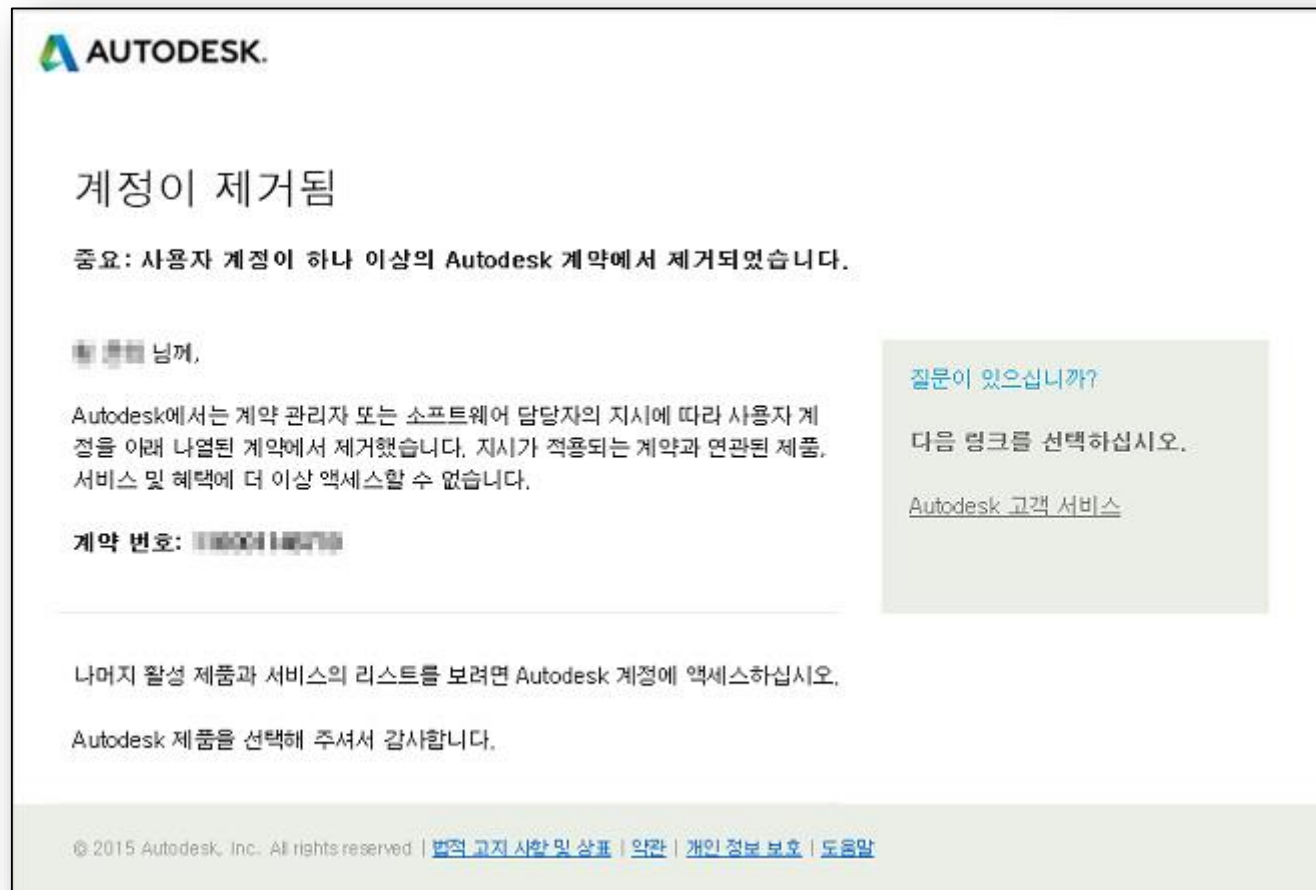 AUTODESK.
계정이 제거됨
중요: 사용자 계정이 하나 이상의 Autodesk 계약에서 제거되었습니다.
님께,
Autodesk에서는 계약 관리자 또는 소프트웨어 담당자의 지시에 따라 사용자 계
정을 아래 나열된 계약에서 제거했습니다. 지시가 적용되는 계약과 연관된 제품,
서비스 및 혜택에 더 이상 액세스할 수 없습니다.
계약 번호:
질문이 있으십니까?
다음 링크를 선택하십시오.
Autodesk 고객 서비스
나머지 활성 제품과 서비스의 리스트를 보려면 Autodesk 계정에 액세스하십시오.
Autodesk 제품을 선택해 주셔서 감사합니다.
© 2015 Autodesk, Inc. All rights reserved | 법적 고지 사항 및 상표 | 약관 | 개인 정보 보호 | 도움말